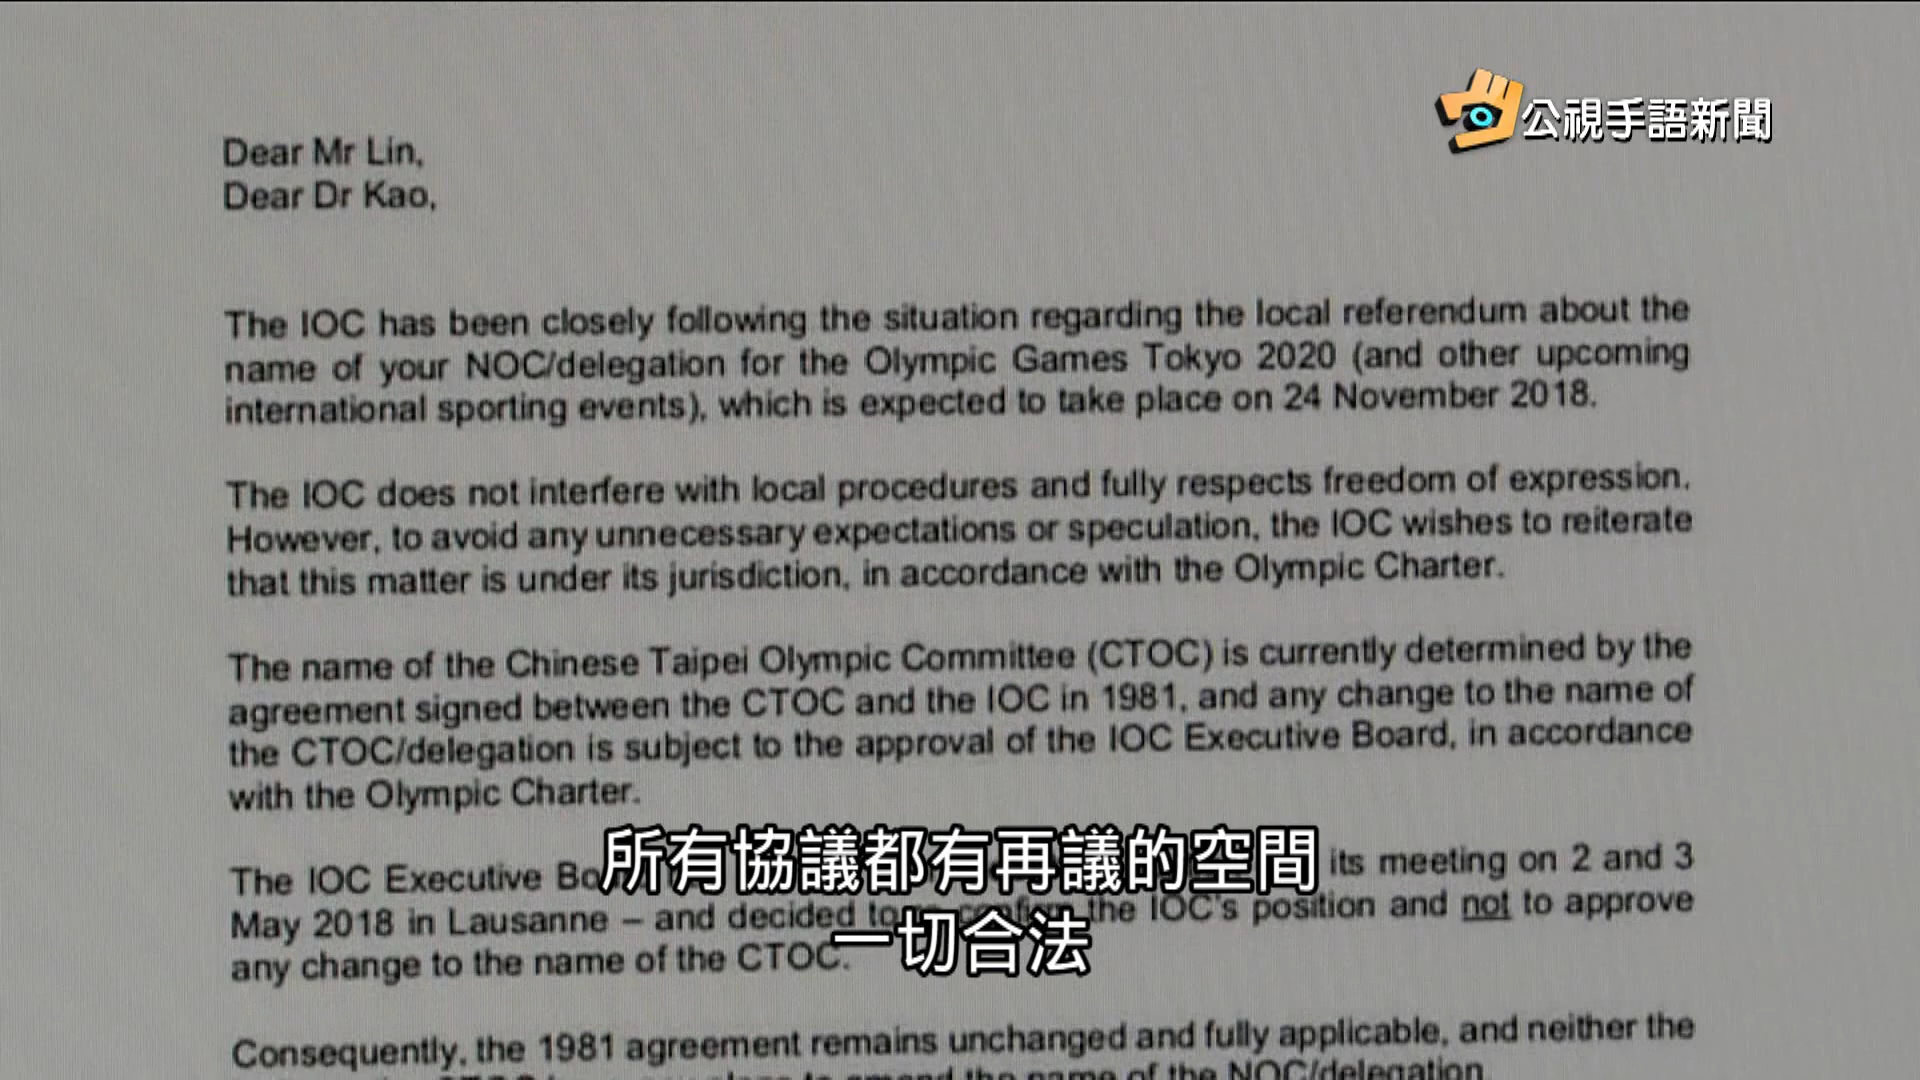 公視手語新聞
Dear Mr Lin,
Dear Dr Kao,
The IOC has been closely following the situation regarding the local referendum about the
name of your NOC/delegation for the Olympic Games Tokyo 2020 (and other upcoming
international sporting events), which is expected to take place on 24 November 2018.
The IOC does not interfere with local procedures and fully respects freedom of expression.
However, to avoid any unnecessary expectations or speculation, the IOC wishes to reiterate
that this matter is under its jurisdiction, in accordance with the Olympic Charter.
The name of the Chinese Taipei Olympic Committee (CTOC) is currently determined by the
agreement signed between the CTOC and the IOC in 1981, and any change to the name of
the CTOC/delegation is subject to the approval of the IOC Executive Board, in accordance
with the Olympic Charter.
The IOC Executive its meeting on 2 and 3
May 2018 in Lausanne – and decided to the IOC's position and not to approve
any change to the name of the CTOC.
Consequently, the 1981 agreement remains unchanged and fully applicable, and neither the
the name of the NOC/delegation
所有協議都有再議的空間
一切合法